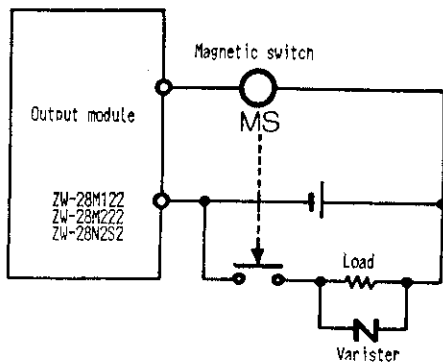 Magnetic switch
MS
Output module
ZW-28M122
ZW-28M222
ZW-28N2S2
Load
Varister